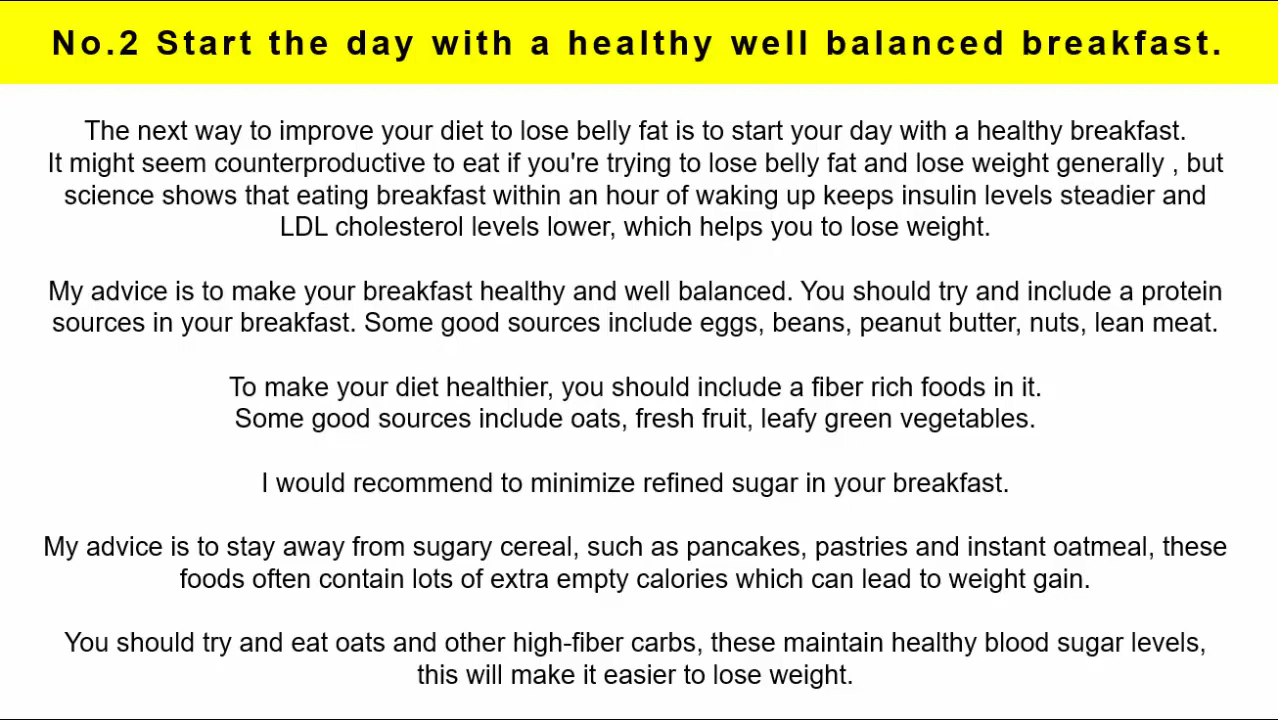 No.2 Start the day with a healthy well balanced breakfast.
The next way to improve your diet to lose belly fat is to start your day with a healthy breakfast.
It might seem counterproductive to eat if you're trying to lose belly fat and lose weight generally , but
science shows that eating breakfast within an hour of waking up keeps insulin levels steadier and
LDL cholesterol levels lower, which helps you to lose weight.
My advice is to make your breakfast healthy and well balanced. You should try and include a protein
sources in your breakfast. Some good sources include eggs, beans, peanut butter, nuts, lean meat.
To make your diet healthier, you should include a fiber rich foods in it.
Some good sources include oats, fresh fruit, leafy green vegetables.
I would recommend to minimize refined sugar in your breakfast.
My advice is to stay away from sugary cereal, such as pancakes, pastries and instant oatmeal, these
foods often contain lots of extra empty calories which can lead to weight gain.
You should try and eat oats and other high-fiber carbs, these maintain healthy blood sugar levels,
this will make it easier to lose weight.